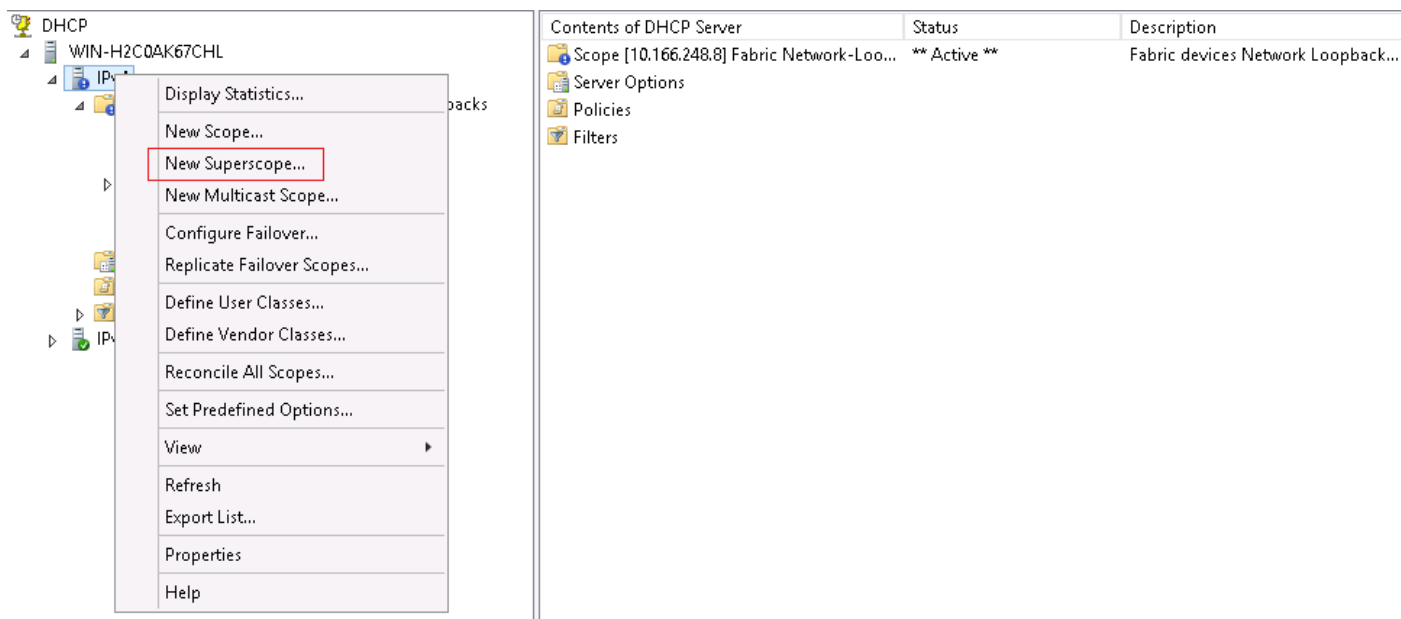 DHCP
WIN-H2C0AK67CHL
IPv4
backs
IPv
Display Statistics...
New Scope...
New Superscope...
New Multicast Scope...
Configure Failover...
Replicate Failover Scopes...
Define User Classes...
Define Vendor Classes...
Reconcile All Scopes...
Set Predefined Options...
View
Refresh
Export List...
Properties
Help
Contents of DHCP Server Status Description
Scope [10.166.248.8] Fabric Network-Loo... ** Active ** Fabric devices Network Loopback...
Server Options
Policies
Filters